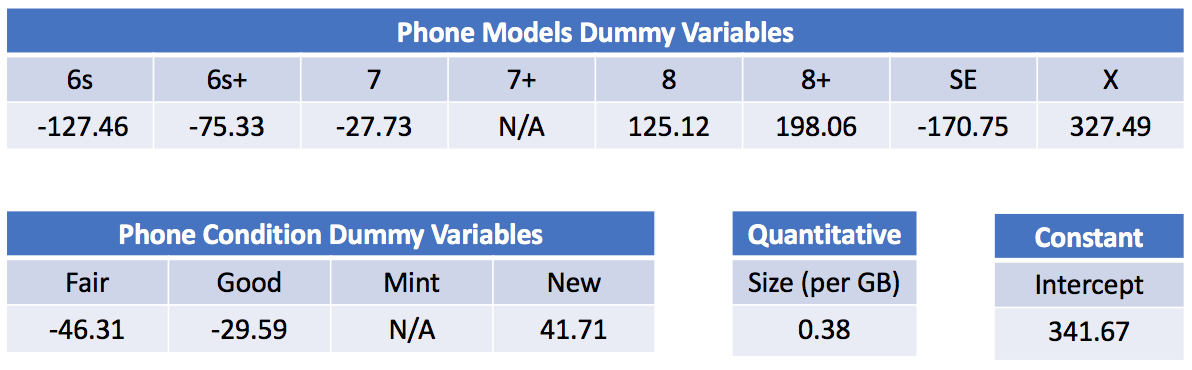 Phone Models Dummy Variables
6s 6s+ 7 7+ 8 8+ SE X
-127.46 -75.33 -27.73 N/A 125.12 198.06 -170.75 327.49
Phone Condition Dummy Variables Quantitative Constant
Fair Good Mint New Size (per GB) Intercept
-46.31 -29.59 N/A 41.71 0.38 341.67